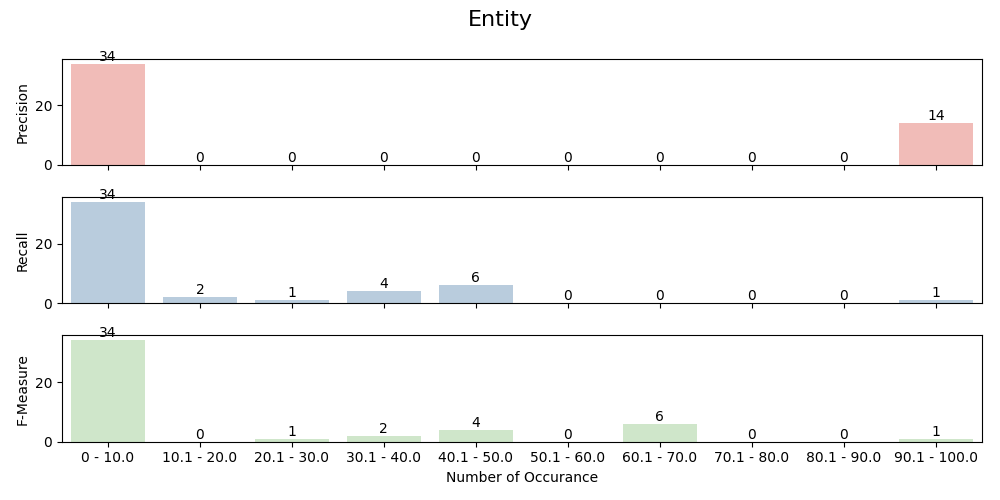 Entity
34 0 0 0 0 0 0 0 0 14
Precision
20
0
34 2 1 4 6 0 0 0 0 1
Recall
20
0
34 0 1 2 4 0 6 0 0 1
F-Measure
20
0
0 - 10.0 10.1 - 20.0 20.1 - 30.0 30.1 - 40.0 40.1 - 50.0 50.1 - 60.0 60.1 - 70.0 70.1 - 80.0 80.1 - 90.0 90.1 - 100.0
Number of Occurance